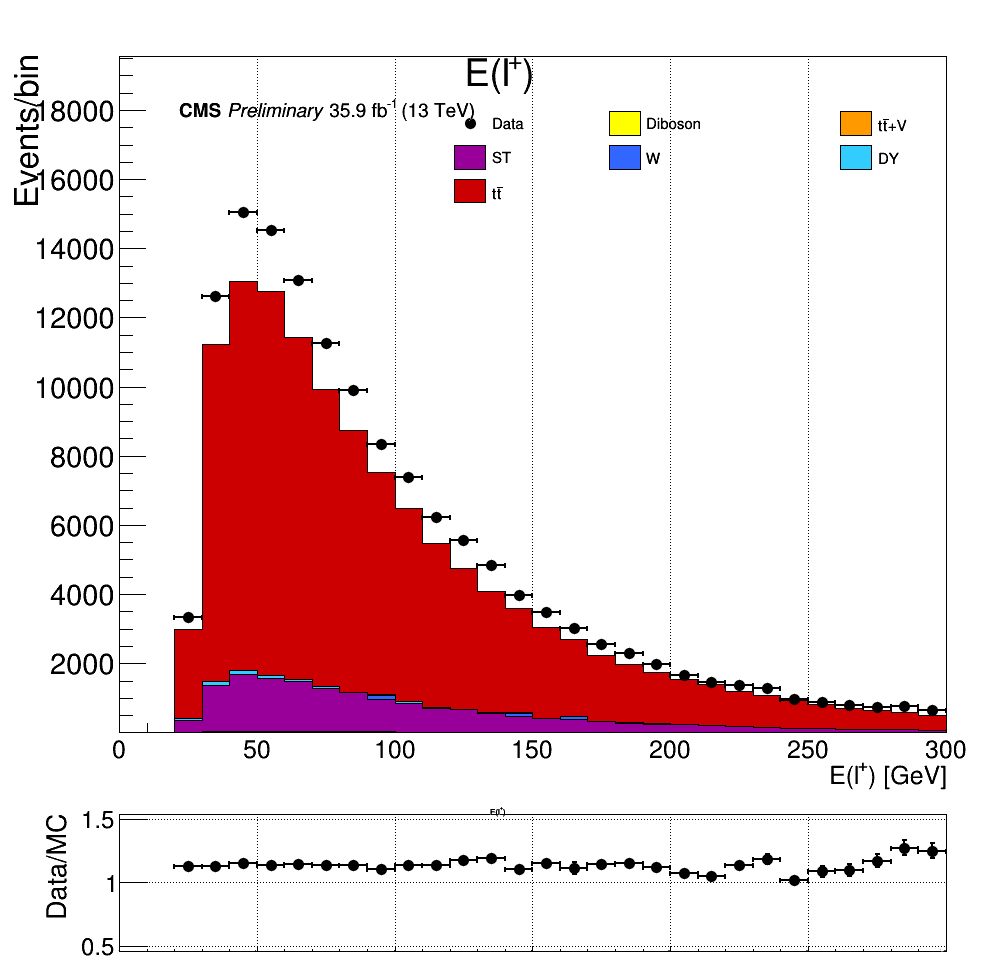 E(l⁺)
Events/bin
CMS Preliminary 35.9 fb⁻¹ (13 TeV)
Data
Diboson
tt̄+V
ST
W
DY
tt̄
18000
16000
14000
12000
10000
8000
6000
4000
2000
0 50 100 150 200 250 300
E(l⁺) [GeV]
E(l⁺)
Data/MC
1.5
1
0.5